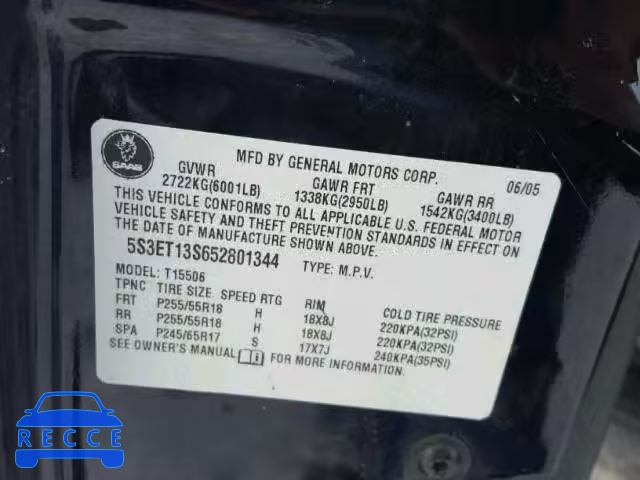 SAAB
MFD BY GENERAL MOTORS CORP. 06/05
GVWR GAWR FRT GAWR RR
2722KG(6001LB) 1338KG(2950LB) 1542KG(3400LB)
THIS VEHICLE CONFORMS TO ALL APPLICABLE U.S. FEDERAL MOTOR
VEHICLE SAFETY AND THEFT PREVENTION STANDARDS IN EFFECT ON
THE DATE OF MANUFACTURE SHOWN ABOVE.
5S3ET13S652801344 TYPE: M.P.V.
MODEL: T15506
TPNC TIRE SIZE SPEED RTG RIM COLD TIRE PRESSURE
FRT P255/55R18 H 18X8J 220KPA(32PSI)
RR P255/55R18 H 18X8J 220KPA(32PSI)
SPA P245/65R17 S 17X7J 240KPA(35PSI)
SEE OWNER'S MANUAL FOR MORE INFORMATION.
RECCE